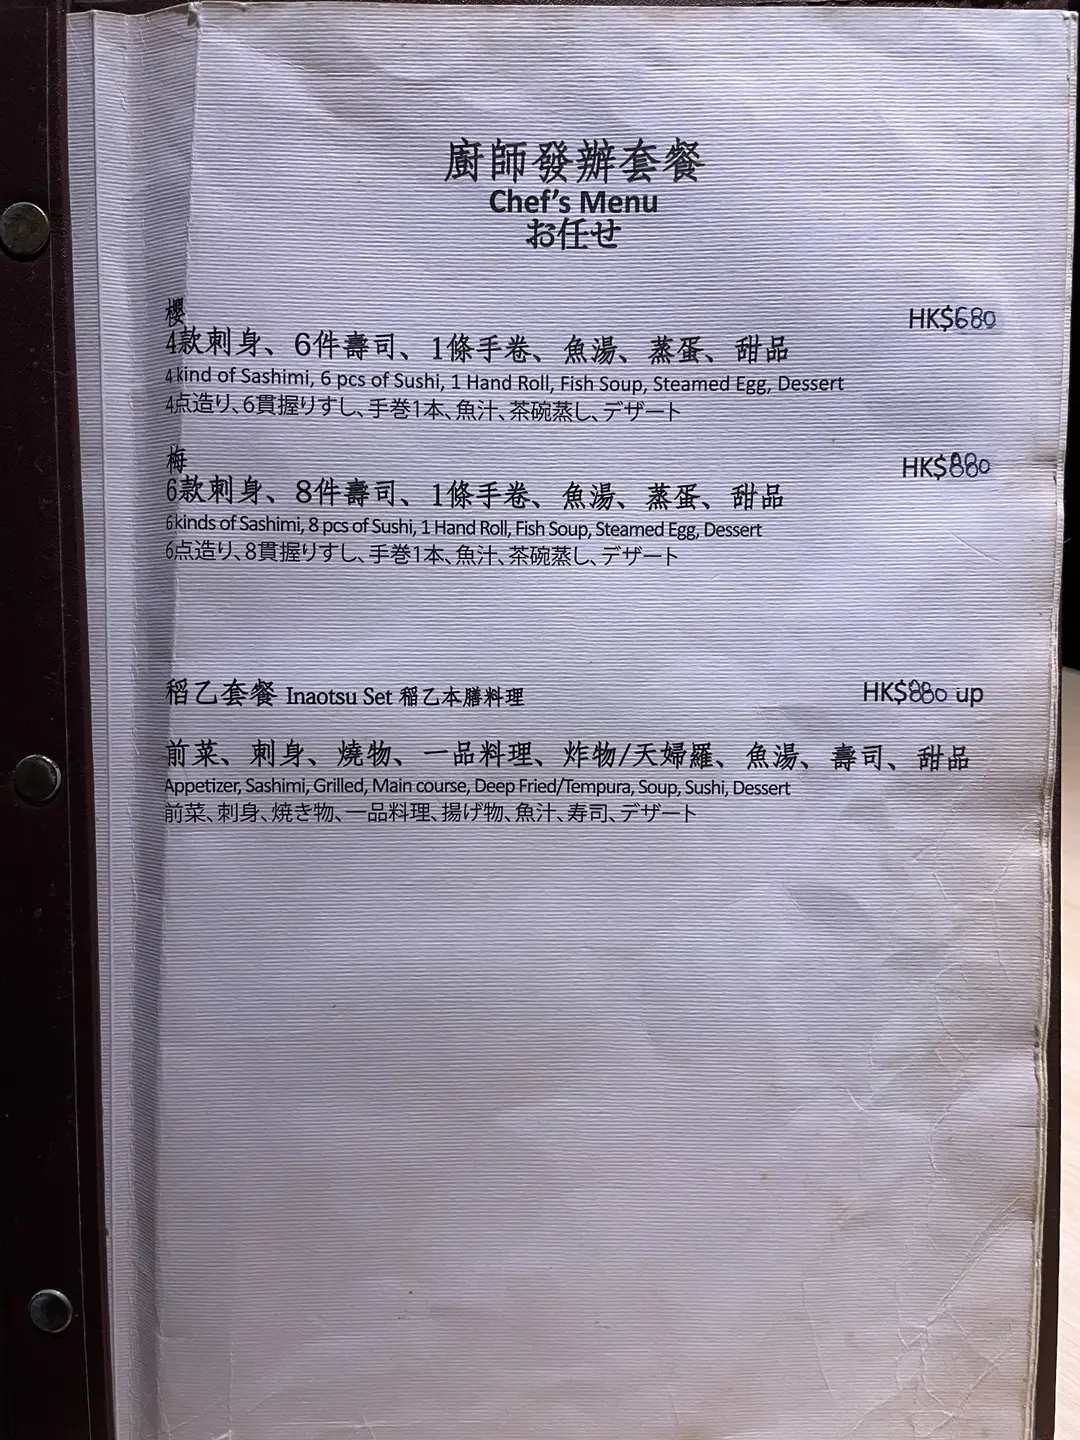 廚師發辦套餐
Chef's Menu
お任せ
櫻
HK$680
4款刺身、6件壽司、1條手卷、魚湯、蒸蛋、甜品
4 kind of Sashimi, 6 pcs of Sushi, 1 Hand Roll, Fish Soup, Steamed Egg, Dessert
4点造り、6貫握りすし、手巻1本、魚汁、茶碗蒸し、デザート
梅
HK$880
6款刺身、8件壽司、1條手卷、魚湯、蒸蛋、甜品
6 kinds of Sashimi, 8 pcs of Sushi, 1 Hand Roll, Fish Soup, Steamed Egg, Dessert
6点造り、8貫握りすし、手巻1本、魚汁、茶碗蒸し、デザート
稻乙套餐 Inaotsu Set 稻乙本膳料理 HK$880 up
前菜、刺身、燒物、一品料理、炸物/天婦羅、魚湯、壽司、甜品
Appetizer, Sashimi, Grilled, Main course, Deep Fried/Tempura, Soup, Sushi, Dessert
前菜、刺身、焼き物、一品料理、揚げ物、魚汁、寿司、デザート